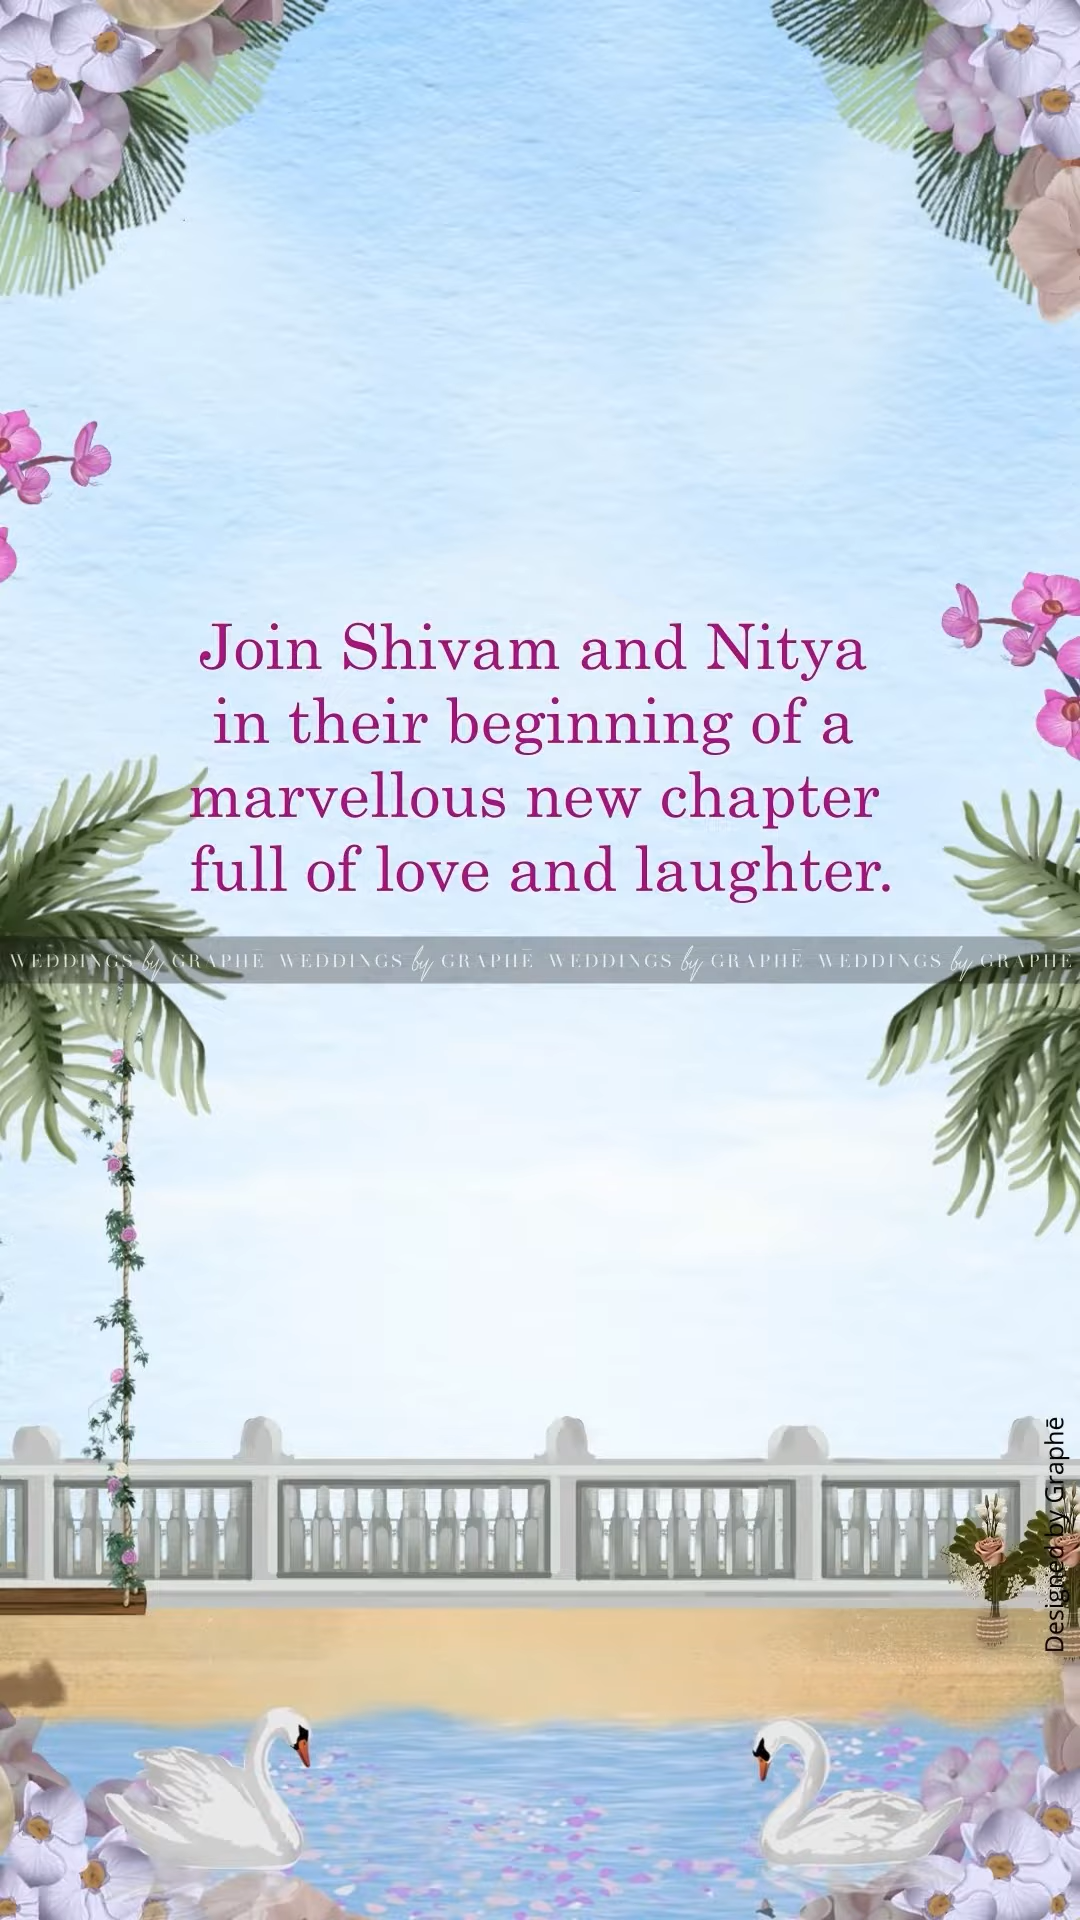 Join Shivam and Nitya
in their beginning of a
marvellous new chapter
full of love and laughter.
WEDDINGS by GRAPHĒ WEDDINGS by GRAPHĒ WEDDINGS by GRAPHĒ WEDDINGS by GRAPHĒ
Designed by Graphē